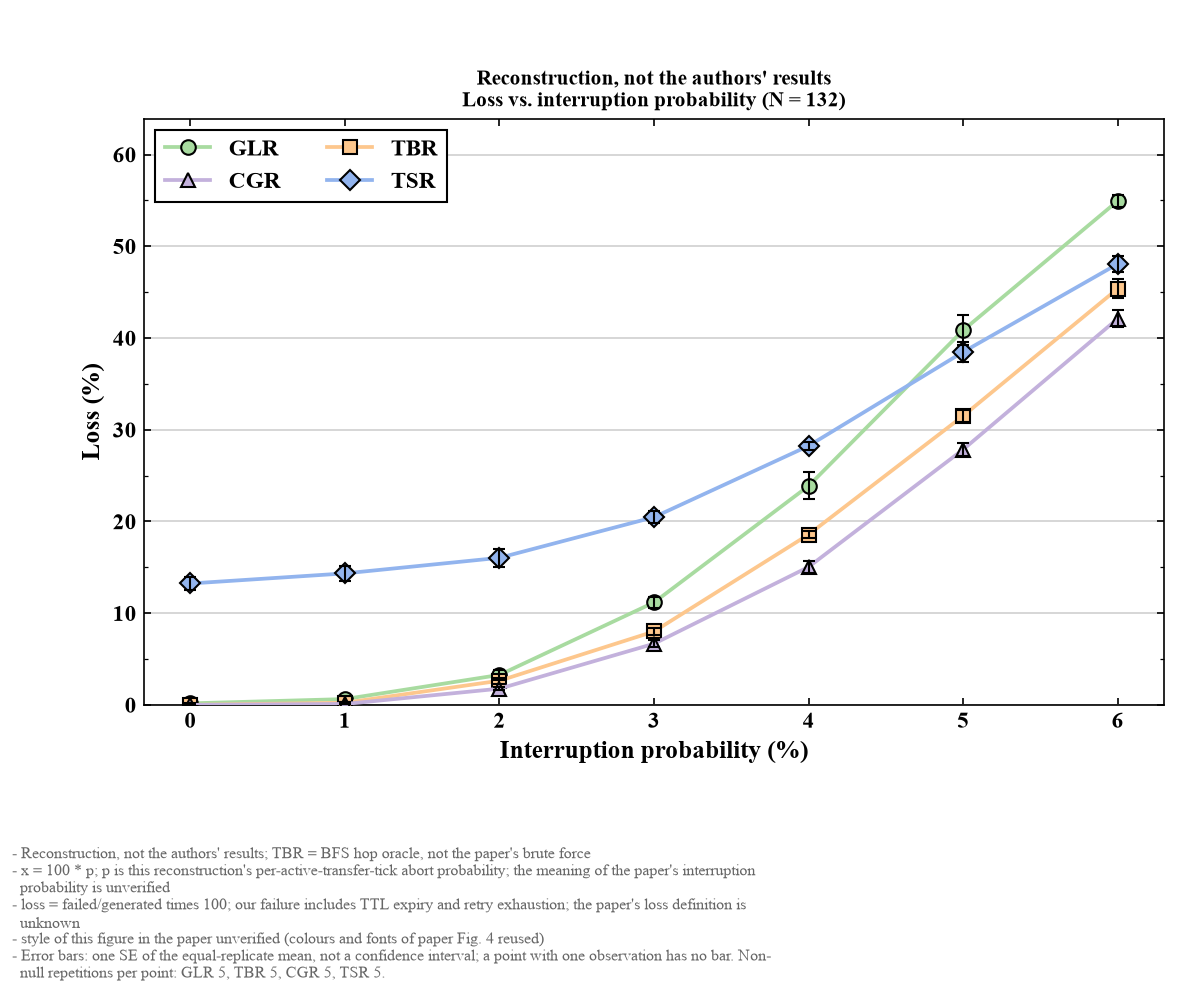 Reconstruction, not the authors' results
Loss vs. interruption probability (N = 132)
GLR
TBR
CGR
TSR
60
50
40
30
20
10
0
Loss (%)
0 1 2 3 4 5 6
Interruption probability (%)
- Reconstruction, not the authors' results; TBR = BFS hop oracle, not the paper's brute force
- x = 100 * p; p is this reconstruction's per-active-transfer-tick abort probability; the meaning of the paper's interruption
probability is unverified
- loss = failed/generated times 100; our failure includes TTL expiry and retry exhaustion; the paper's loss definition is
unknown
- style of this figure in the paper unverified (colours and fonts of paper Fig. 4 reused)
- Error bars: one SE of the equal-replicate mean, not a confidence interval; a point with one observation has no bar. Non-
null repetitions per point: GLR 5, TBR 5, CGR 5, TSR 5.